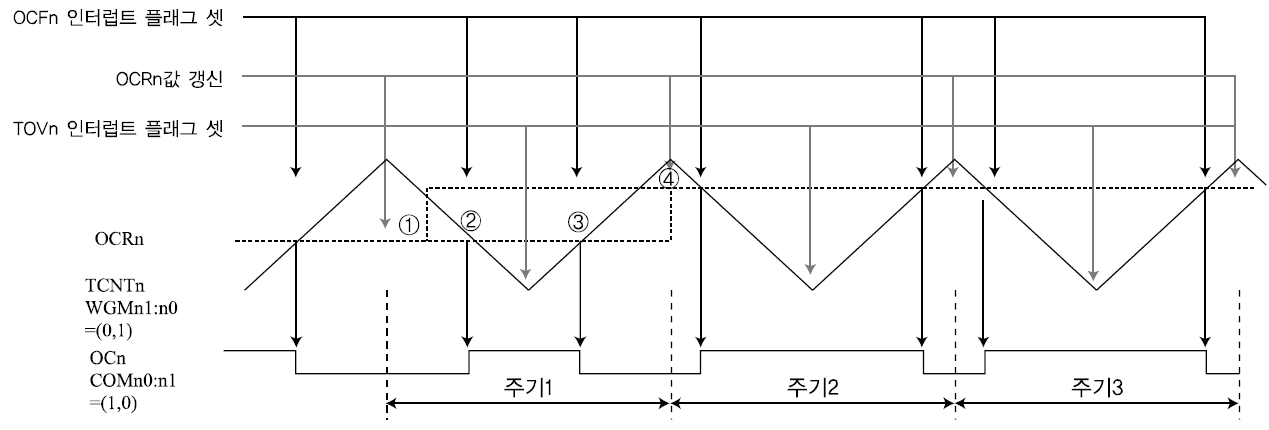 OCFn 인터럽트 플래그 셋
OCRn값 갱신
TOVn 인터럽트 플래그 셋
④
① ② ③
OCRn
TCNTn
WGMn1:n0
=(0,1)
OCn
COMn0:n1
=(1,0)
주기1 주기2 주기3